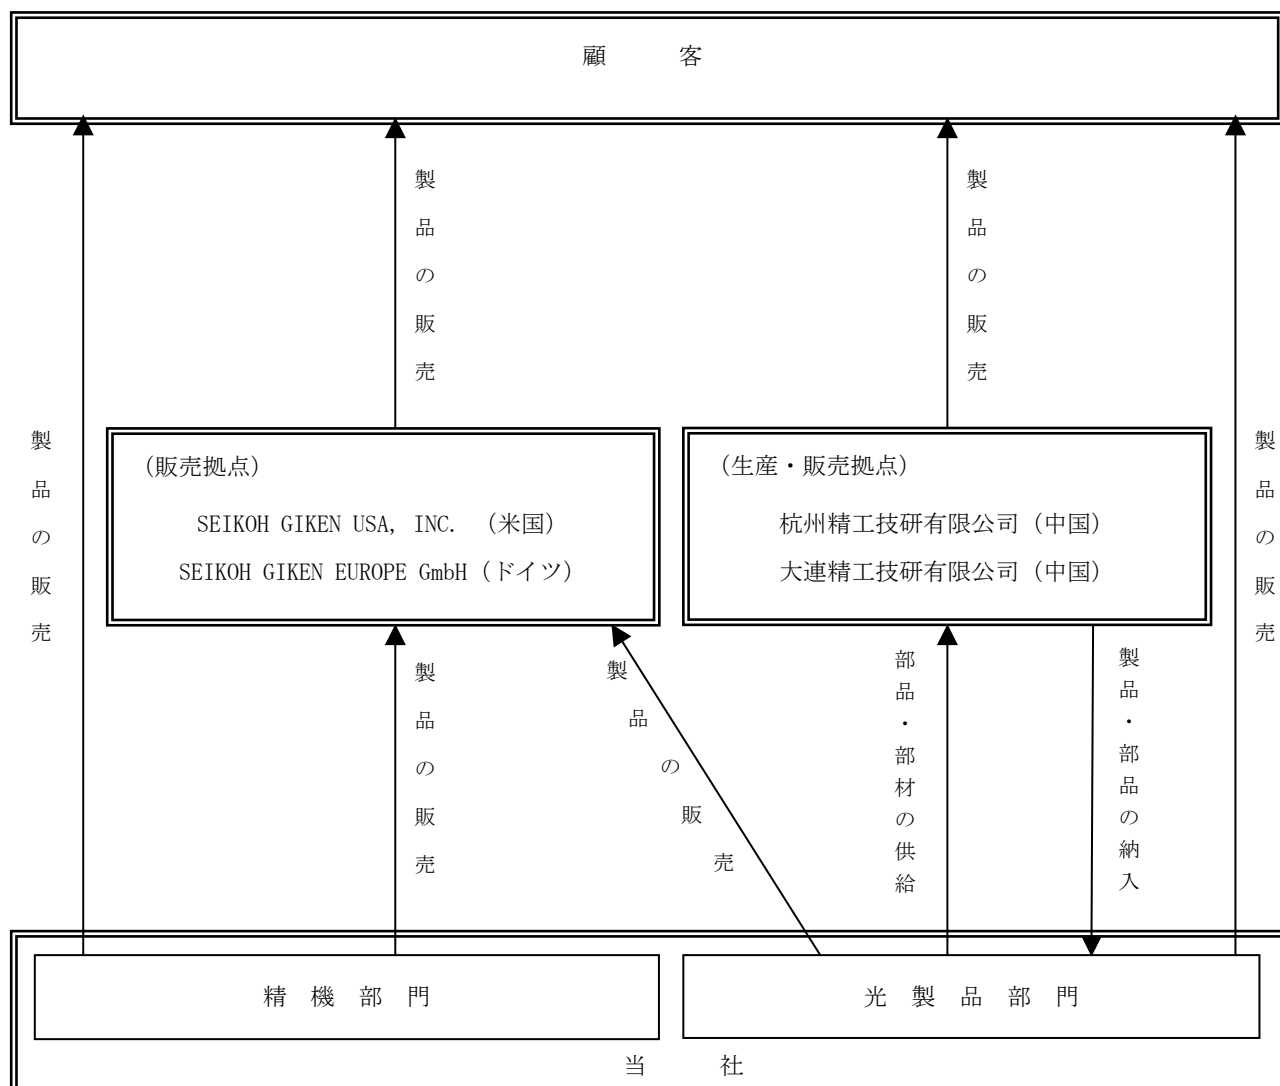 顧　客
製品の販売
製品の販売
製品の販売
製品の販売
（販売拠点）
SEIKOH GIKEN USA, INC. （米国）
SEIKOH GIKEN EUROPE GmbH（ドイツ）
（生産・販売拠点）
杭州精工技研有限公司（中国）
大連精工技研有限公司（中国）
製品の販売
製品の販売
部品・部材の供給
製品・部品の納入
精機部門
光製品部門
当　社